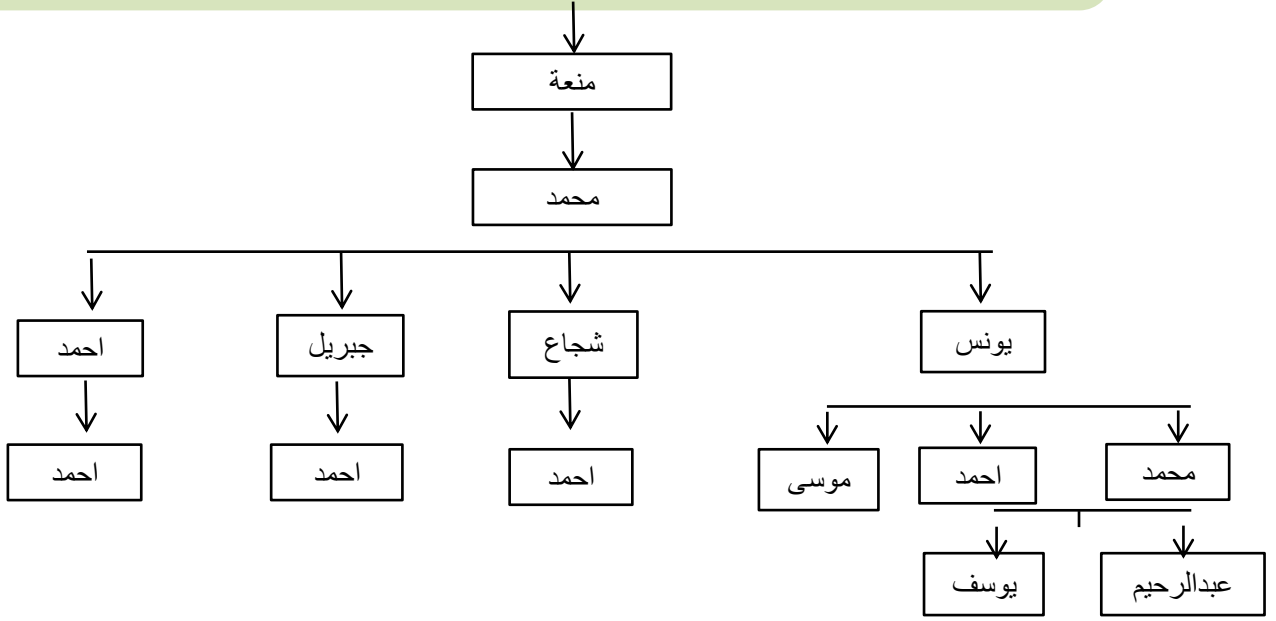 منعة
محمد
يونس
شجاع
جبريل
احمد
محمد
احمد
موسى
احمد
احمد
احمد
عبدالرحيم
يوسف